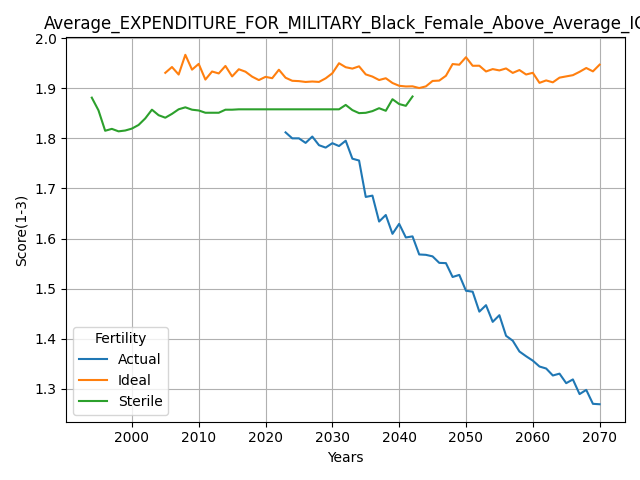 Average_EXPENDITURE_FOR_MILITARY_Black_Female_Above_Average_IQ
2.0
1.9
1.8
1.7
1.6
1.5
1.4
1.3
Score(1-3)
Fertility
Actual
Ideal
Sterile
2000 2010 2020 2030 2040 2050 2060 2070
Years